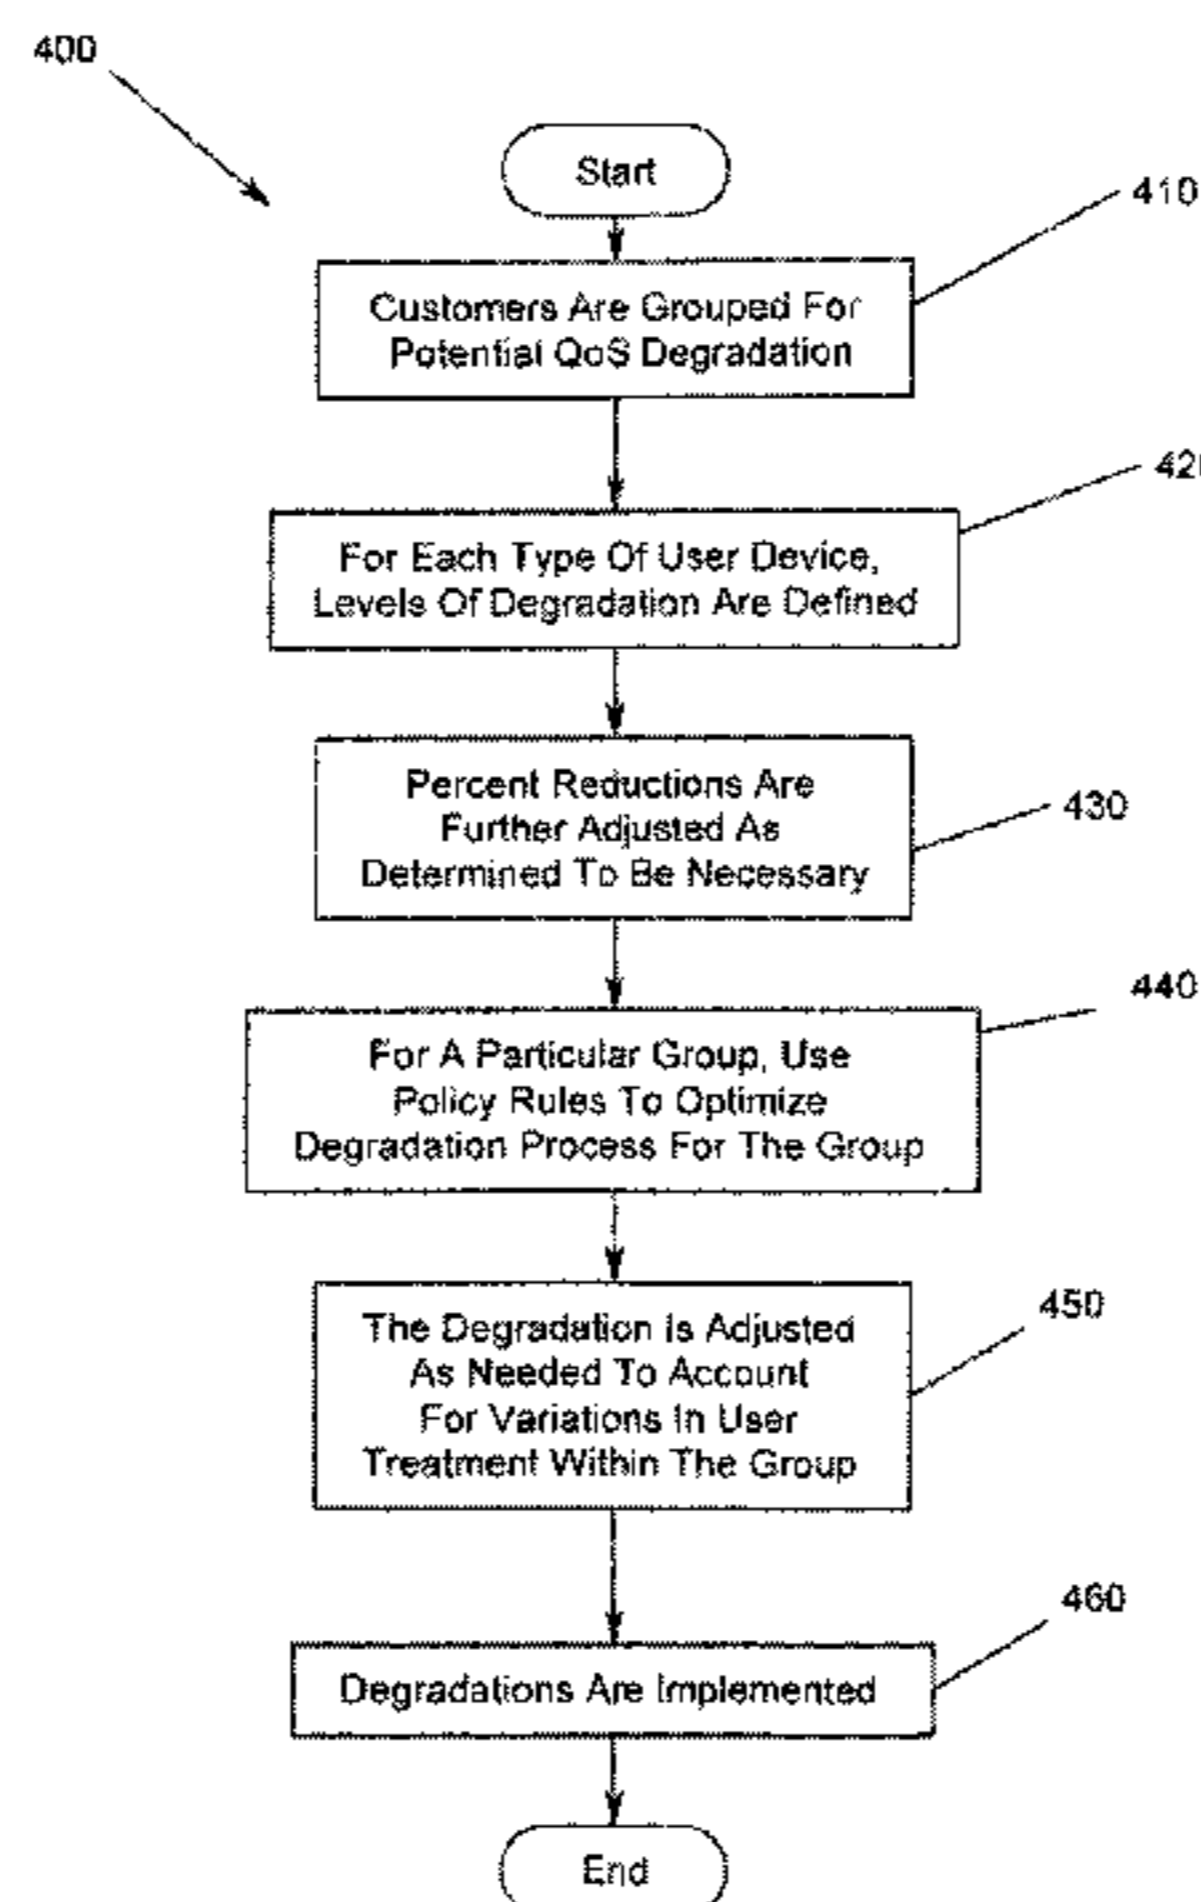 400
Start
410
Customers Are Grouped For
Potential QoS Degradation
42
For Each Type Of User Device,
Levels Of Degradation Are Defined
Percent Reductions Are
Further Adjusted As
Determined To Be Necessary
430
440
For A Particular Group, Use
Policy Rules To Optimize
Degradation Process For The Group
450
The Degradation Is Adjusted
As Needed To Account
For Variations In User
Treatment Within The Group
460
Degradations Are Implemented
End